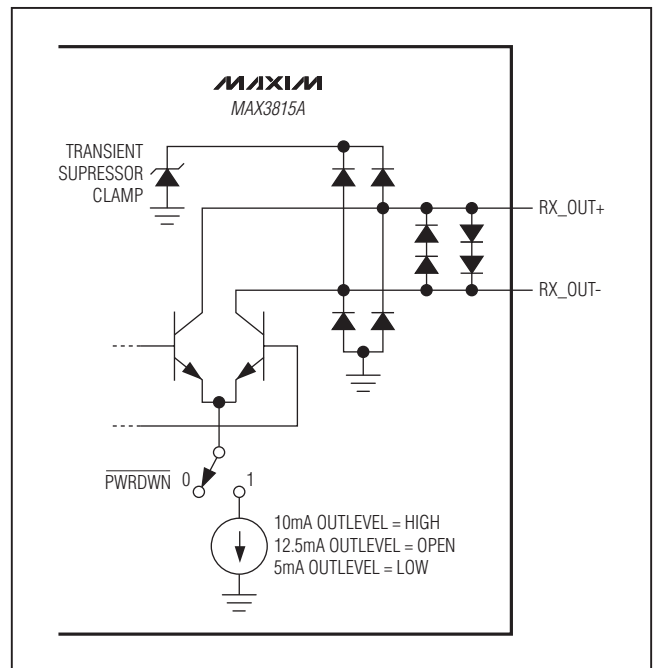 MAXIM
MAX3815A
TRANSIENT
SUPRESSOR
CLAMP
RX_OUT+
RX_OUT-
PWRDWN 0 1
10mA OUTLEVEL = HIGH
12.5mA OUTLEVEL = OPEN
5mA OUTLEVEL = LOW